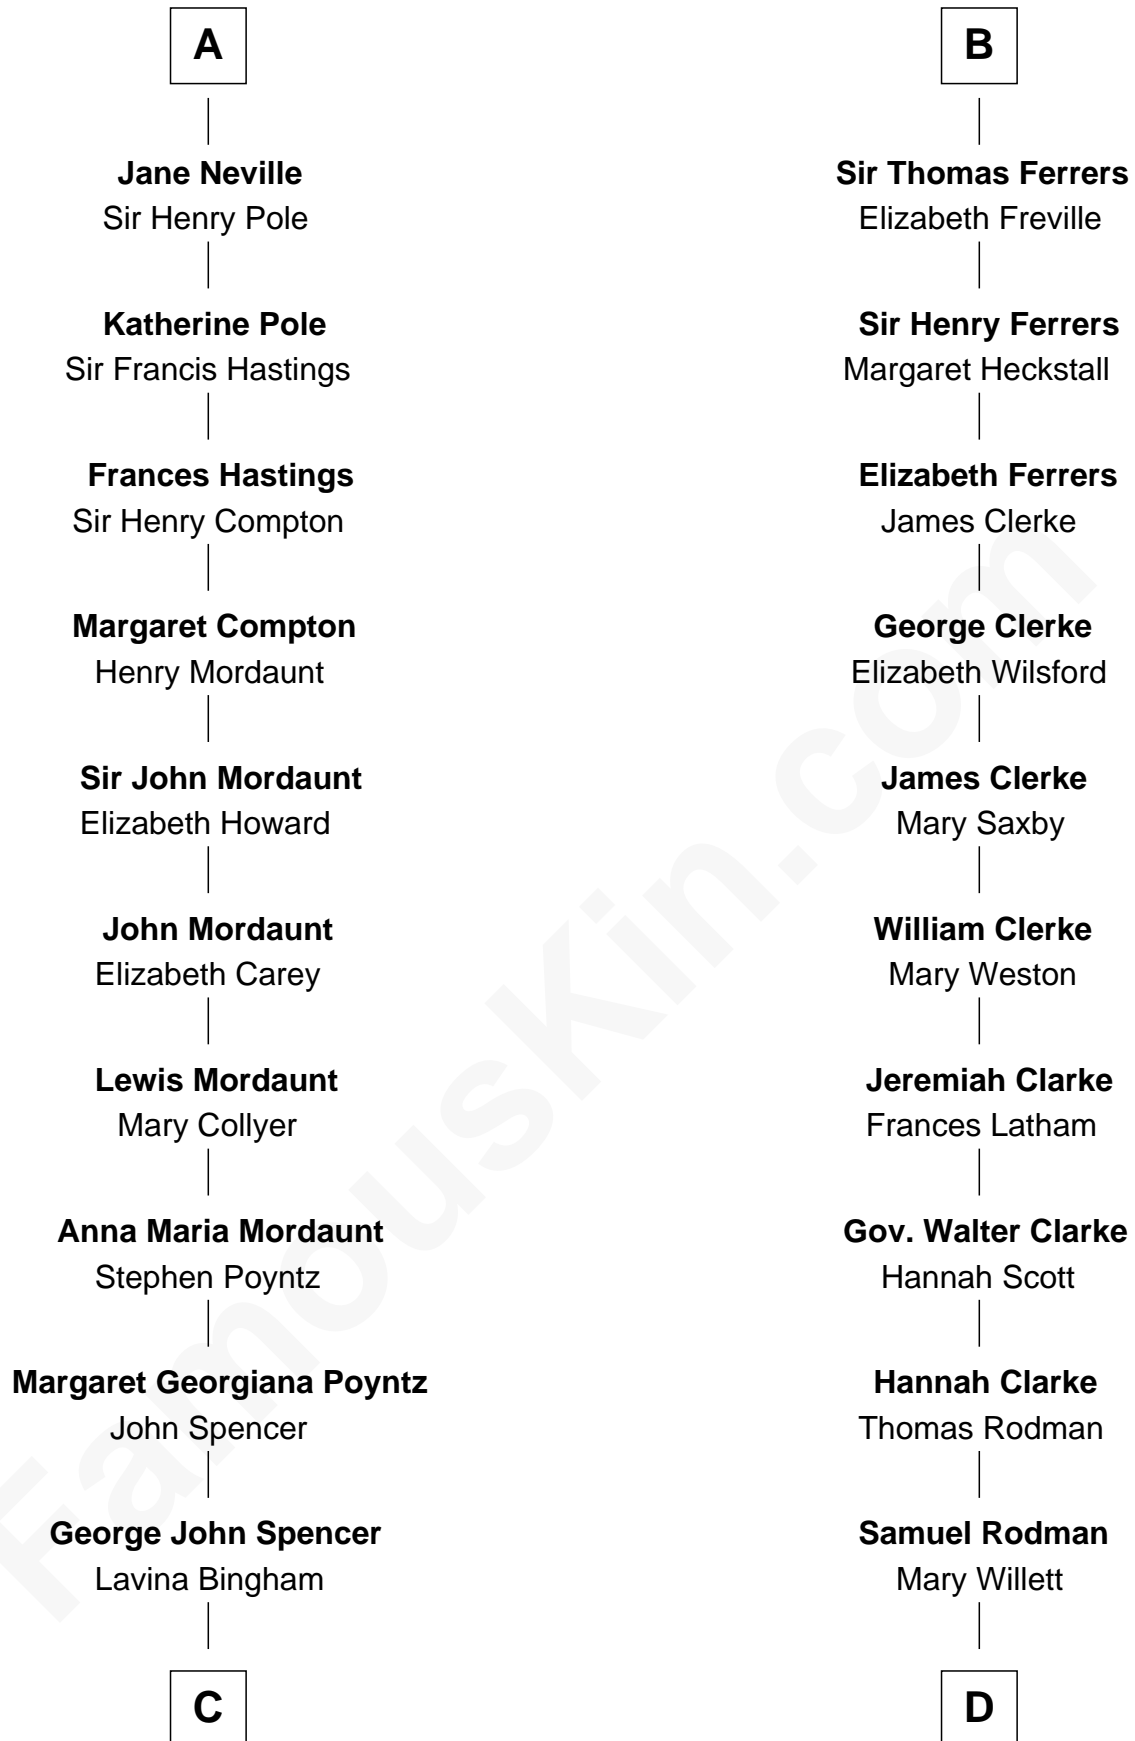 A
Jane Neville
Sir Henry Pole
Katherine Pole
Sir Francis Hastings
Frances Hastings
Sir Henry Compton
Margaret Compton
Henry Mordaunt
Sir John Mordaunt
Elizabeth Howard
John Mordaunt
Elizabeth Carey
Lewis Mordaunt
Mary Collyer
Anna Maria Mordaunt
Stephen Poyntz
Margaret Georgiana Poyntz
John Spencer
George John Spencer
Lavina Bingham
C
B
Sir Thomas Ferrers
Elizabeth Freville
Sir Henry Ferrers
Margaret Heckstall
Elizabeth Ferrers
James Clerke
George Clerke
Elizabeth Wilsford
James Clerke
Mary Saxby
William Clerke
Mary Weston
Jeremiah Clarke
Frances Latham
Gov. Walter Clarke
Hannah Scott
Hannah Clarke
Thomas Rodman
Samuel Rodman
Mary Willett
D
FamousKin.com